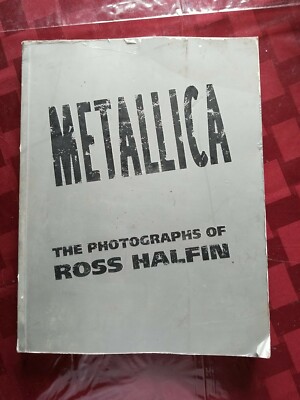 METALLICA
THE PHOTOGRAPHS OF
ROSS HALFIN